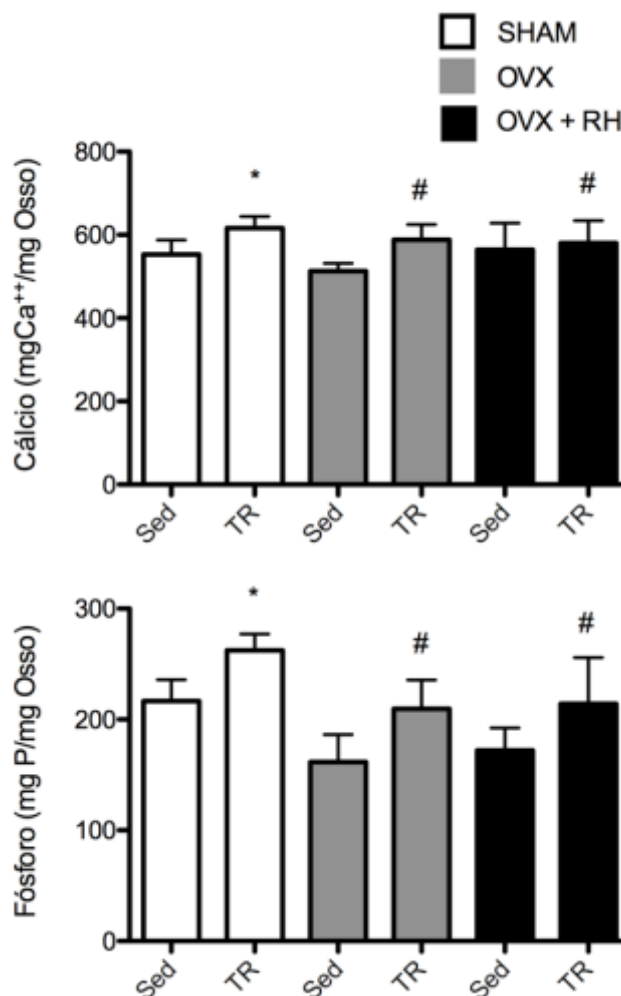 SHAM
OVX
OVX + RH
Cálcio (mgCa⁺⁺/mg Osso)
800
600
400
200
0
* # #
Sed TR Sed TR Sed TR
Fósforo (mg P/mg Osso)
300
200
100
0
* # #
Sed TR Sed TR Sed TR